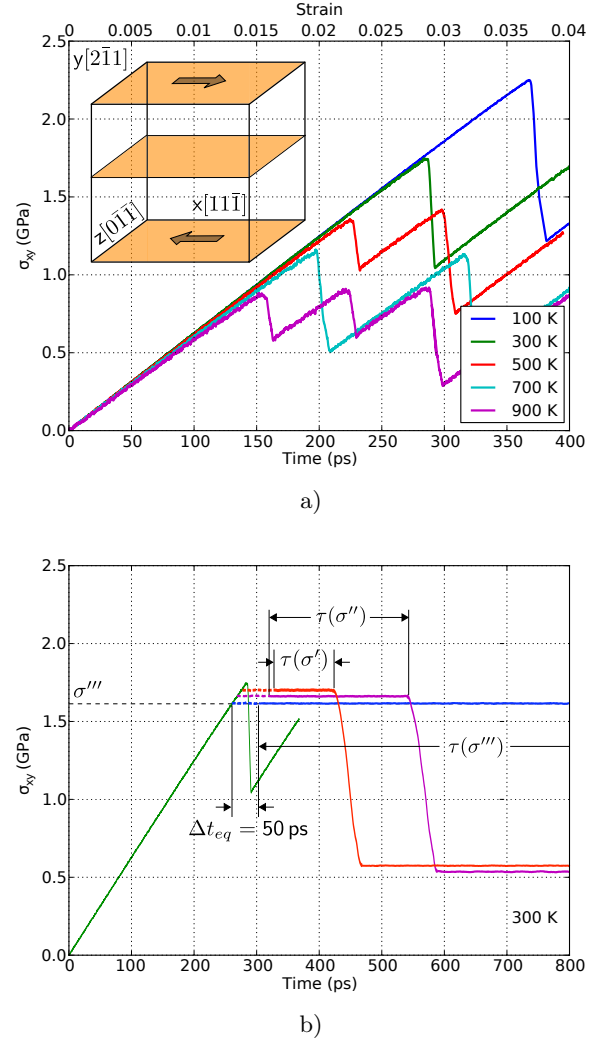 Strain
0 0.005 0.01 0.015 0.02 0.025 0.03 0.035 0.04
2.5
2.0
1.5
1.0
0.5
0.0
σxy (GPa)
y[21̄1]
x[111̄]
z[01̄1̄]
100 K
300 K
500 K
700 K
900 K
0 50 100 150 200 250 300 350 400
Time (ps)
a)
2.5
2.0
1.5
1.0
0.5
0.0
σxy (GPa)
τ(σ′′)
τ(σ′)
σ′′′
τ(σ′′′)
Δt_eq = 50 ps
300 K
0 100 200 300 400 500 600 700 800
Time (ps)
b)